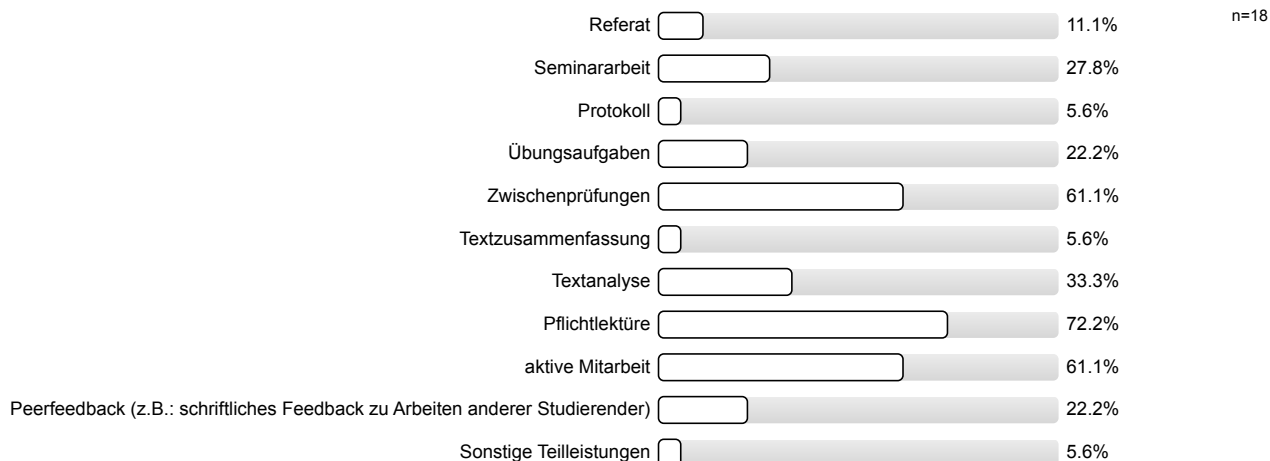 Referat 11.1% n=18
Seminararbeit 27.8%
Protokoll 5.6%
Übungsaufgaben 22.2%
Zwischenprüfungen 61.1%
Textzusammenfassung 5.6%
Textanalyse 33.3%
Pflichtlektüre 72.2%
aktive Mitarbeit 61.1%
Peerfeedback (z.B.: schriftliches Feedback zu Arbeiten anderer Studierender) 22.2%
Sonstige Teilleistungen 5.6%